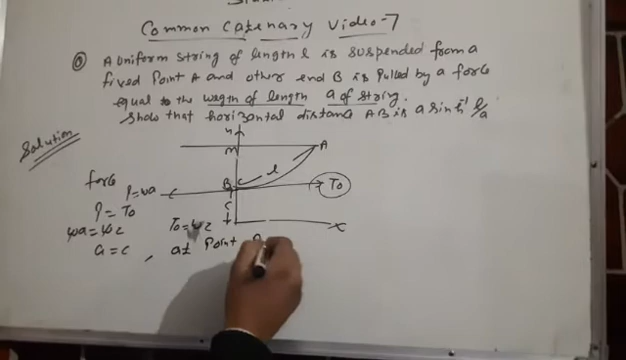 Common Catenary Video-7
Q A Uniform string of length l is suspended from a
fixed Point A and other end B is Pulled by a force
equal to the wegth of length a of string.
Show that horizontal distance AB is a sinh⁻¹ l/a
Solution
M
A
l
force
P=wa
B
C
T₀
P = T₀
c
wa = wc
T₀ = wc
x
a = c , at Point